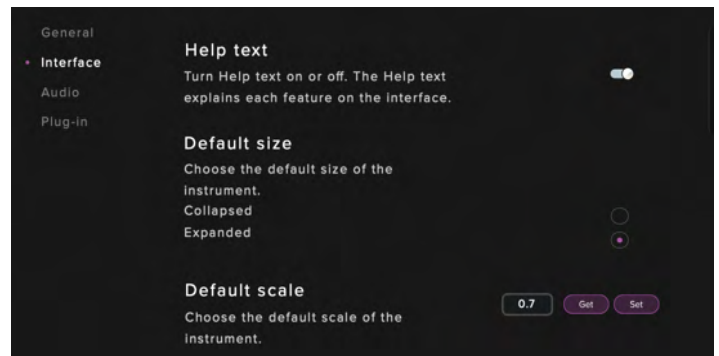 General
Interface
Audio
Plug-in
Help text
Turn Help text on or off. The Help text
explains each feature on the interface.
Default size
Choose the default size of the
instrument.
Collapsed
Expanded
Default scale
0.7 Get Set
Choose the default scale of the
instrument.